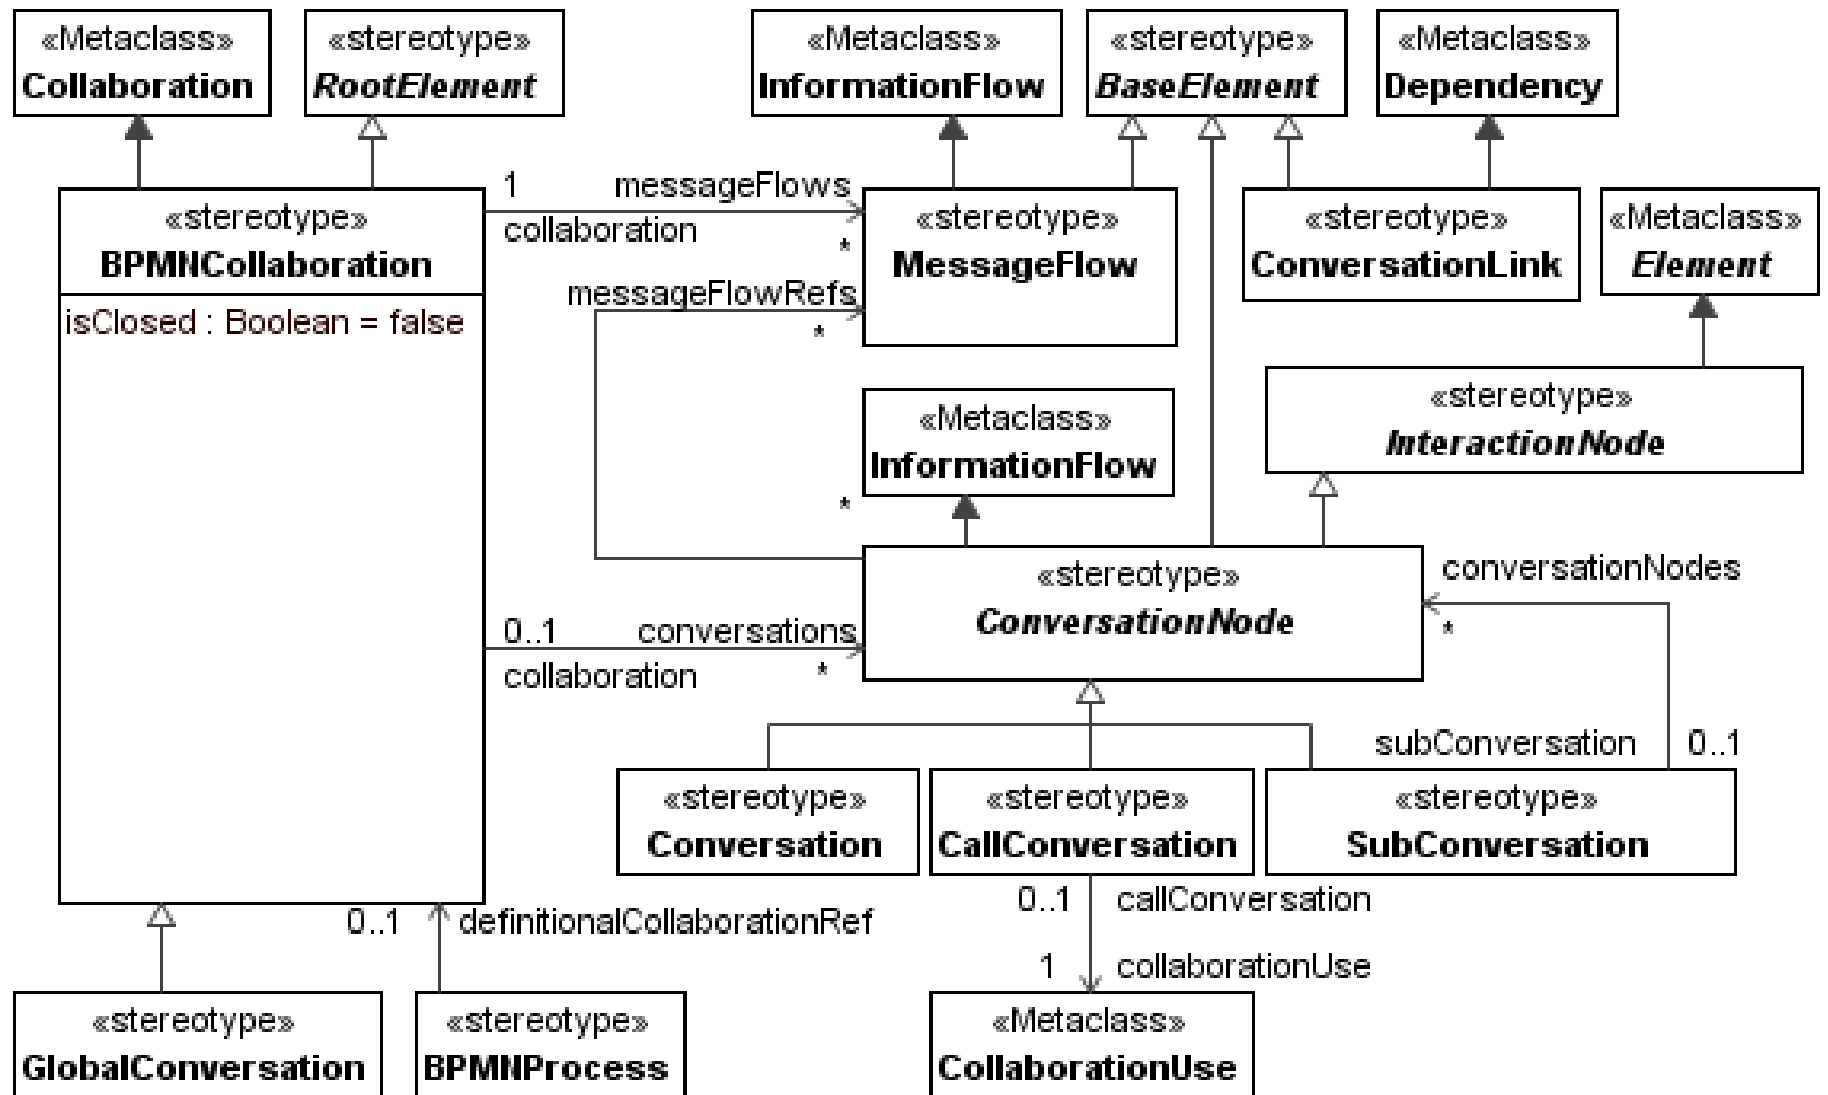 «Metaclass»
Collaboration
«stereotype»
RootElement
«Metaclass»
InformationFlow
«stereotype»
BaseElement
«Metaclass»
Dependency
«stereotype»
BPMNCollaboration
isClosed : Boolean = false
1
messageFlows
collaboration
*
«stereotype»
MessageFlow
«stereotype»
ConversationLink
«Metaclass»
Element
messageFlowRefs
*
«Metaclass»
InformationFlow
*
«stereotype»
InteractionNode
«stereotype»
ConversationNode
conversationNodes
*
0..1
conversations
collaboration
*
subConversation
0..1
«stereotype»
Conversation
«stereotype»
CallConversation
«stereotype»
SubConversation
0..1
definitionalCollaborationRef
0..1
callConversation
1
collaborationUse
«stereotype»
GlobalConversation
«stereotype»
BPMNProcess
«Metaclass»
CollaborationUse